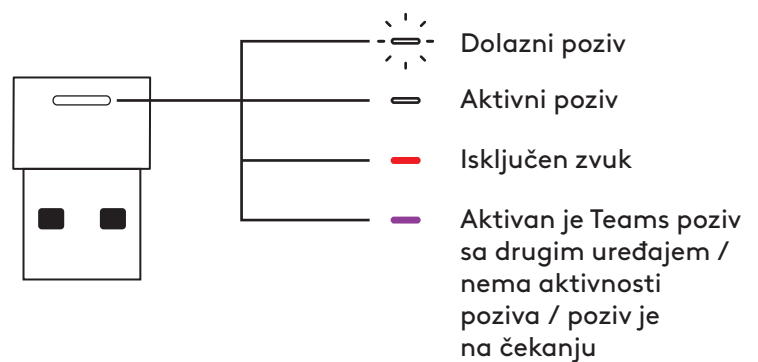 Dolazni poziv
Aktivni poziv
Isključen zvuk
Aktivan je Teams poziv
sa drugim uređajem /
nema aktivnosti
poziva / poziv je
na čekanju